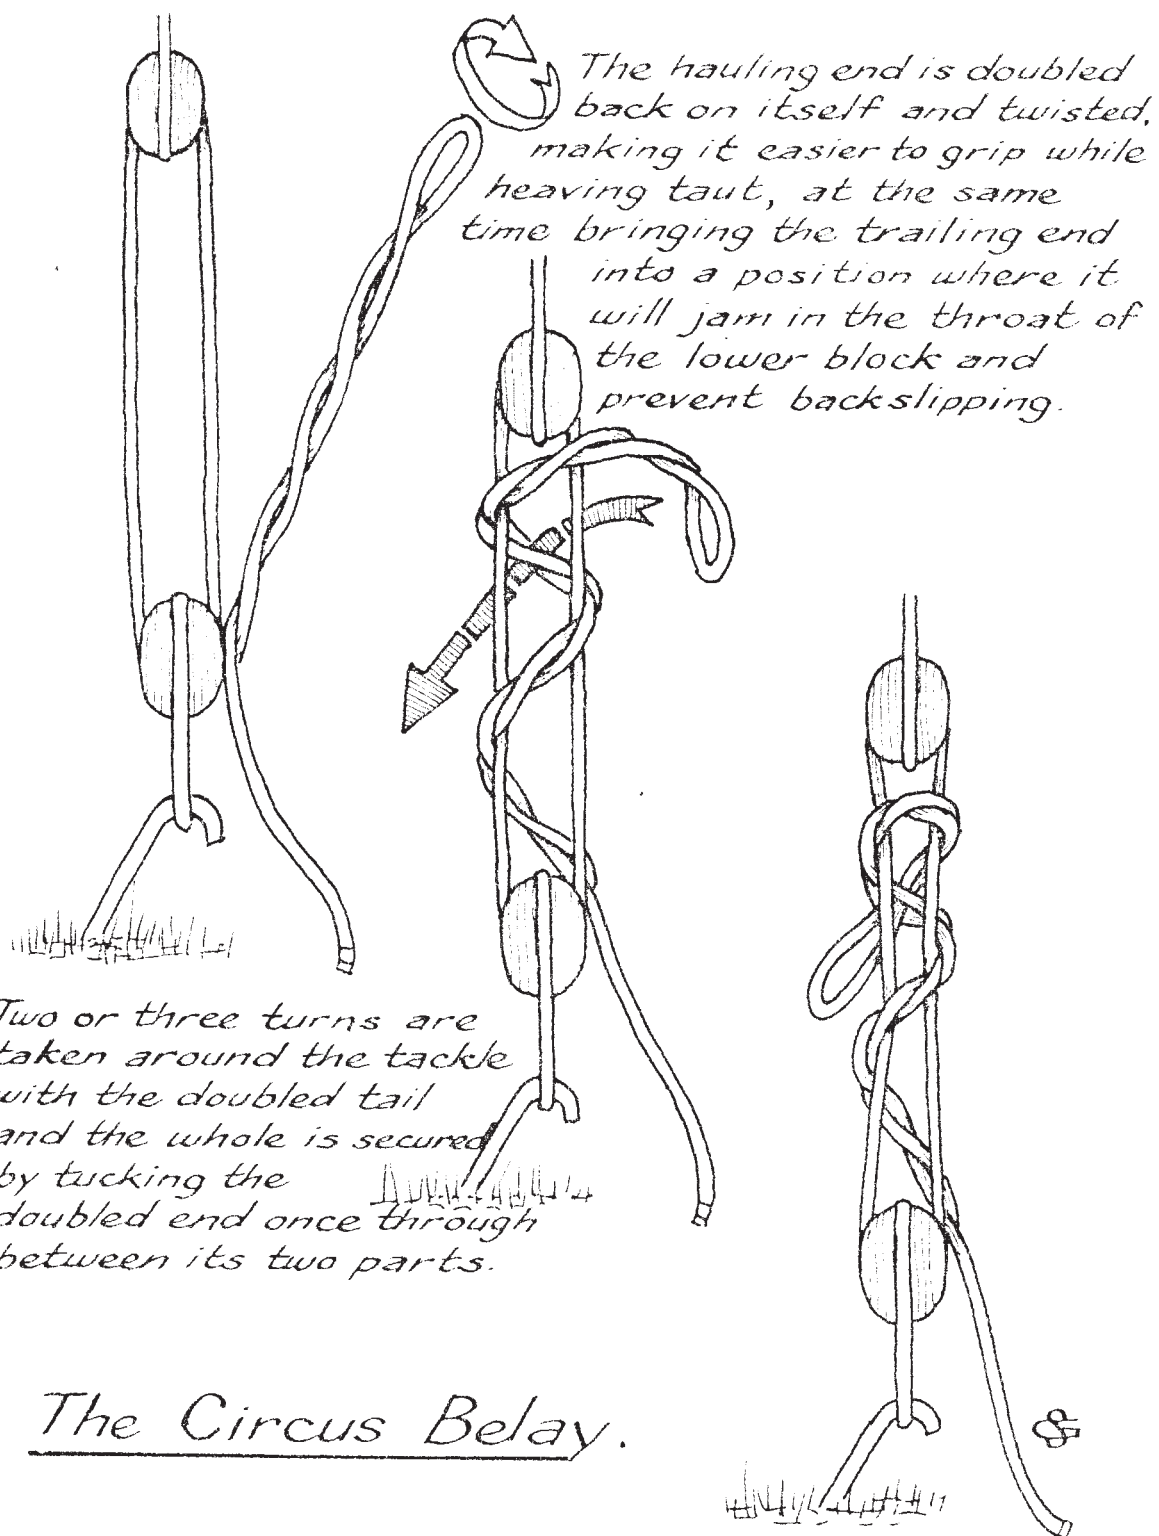 The hauling end is doubled
back on itself and twisted,
making it easier to grip while
heaving taut, at the same
time bringing the trailing end
into a position where it
will jam in the throat of
the lower block and
prevent backslipping.
Two or three turns are
taken around the tackle
with the doubled tail
and the whole is secured
by tucking the
doubled end once through
between its two parts.
The Circus Belay.